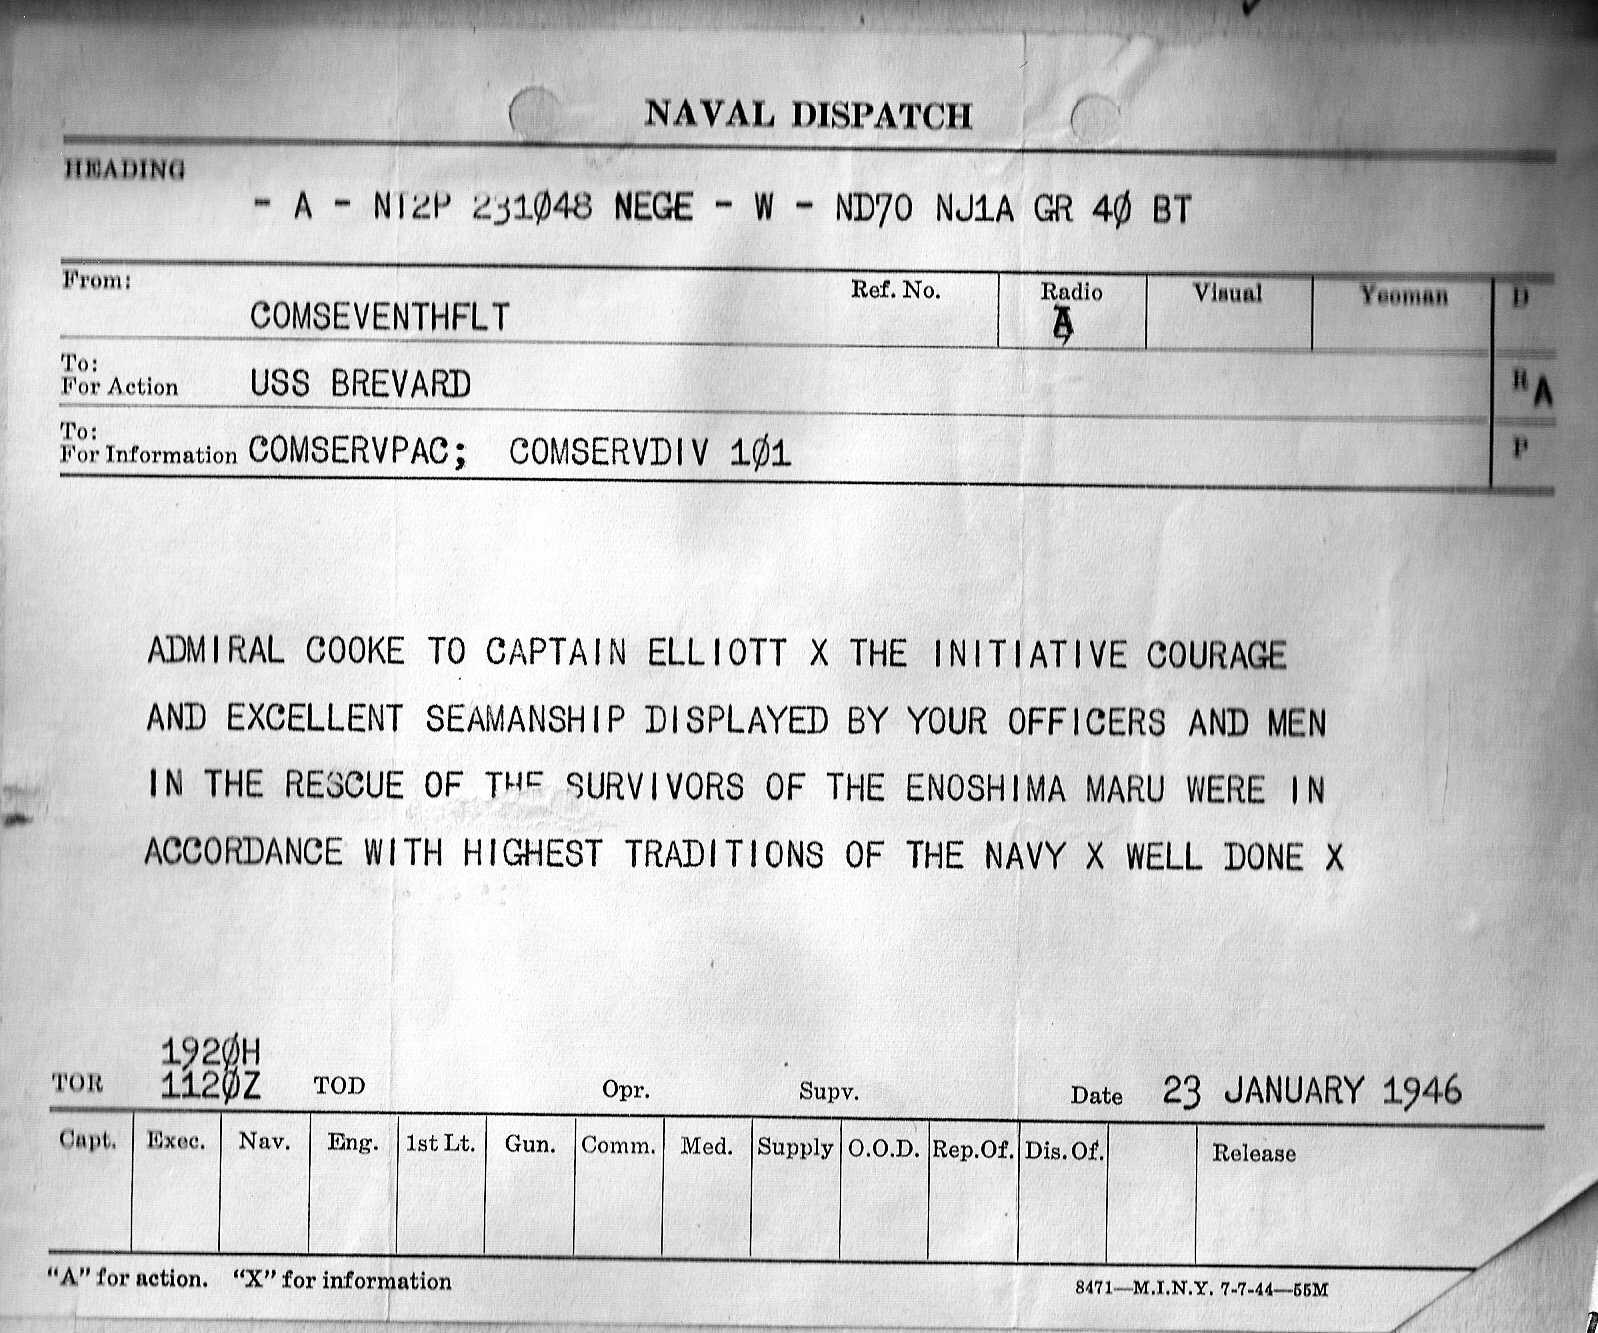 NAVAL DISPATCH
HEADING
- A - NT2P 231Ø48 NEGE - W - ND70 NJ1A GR 4Ø BT
From: COMSEVENTHFLT Ref. No. Radio Visual Yeoman D
A
To:
For Action USS BREVARD R A
To:
For Information COMSERVPAC; COMSERVDIV 1Ø1 P
ADMIRAL COOKE TO CAPTAIN ELLIOTT X THE INITIATIVE COURAGE
AND EXCELLENT SEAMANSHIP DISPLAYED BY YOUR OFFICERS AND MEN
IN THE RESCUE OF THE SURVIVORS OF THE ENOSHIMA MARU WERE IN
ACCORDANCE WITH HIGHEST TRADITIONS OF THE NAVY X WELL DONE X
192ØH
TOR 112ØZ TOD Opr. Supv. Date 23 JANUARY 1946
Capt. Exec. Nav. Eng. 1st Lt. Gun. Comm. Med. Supply O.O.D. Rep.Of. Dis.Of. Release
"A" for action. "X" for information 8471—M.I.N.Y. 7-7-44—55M